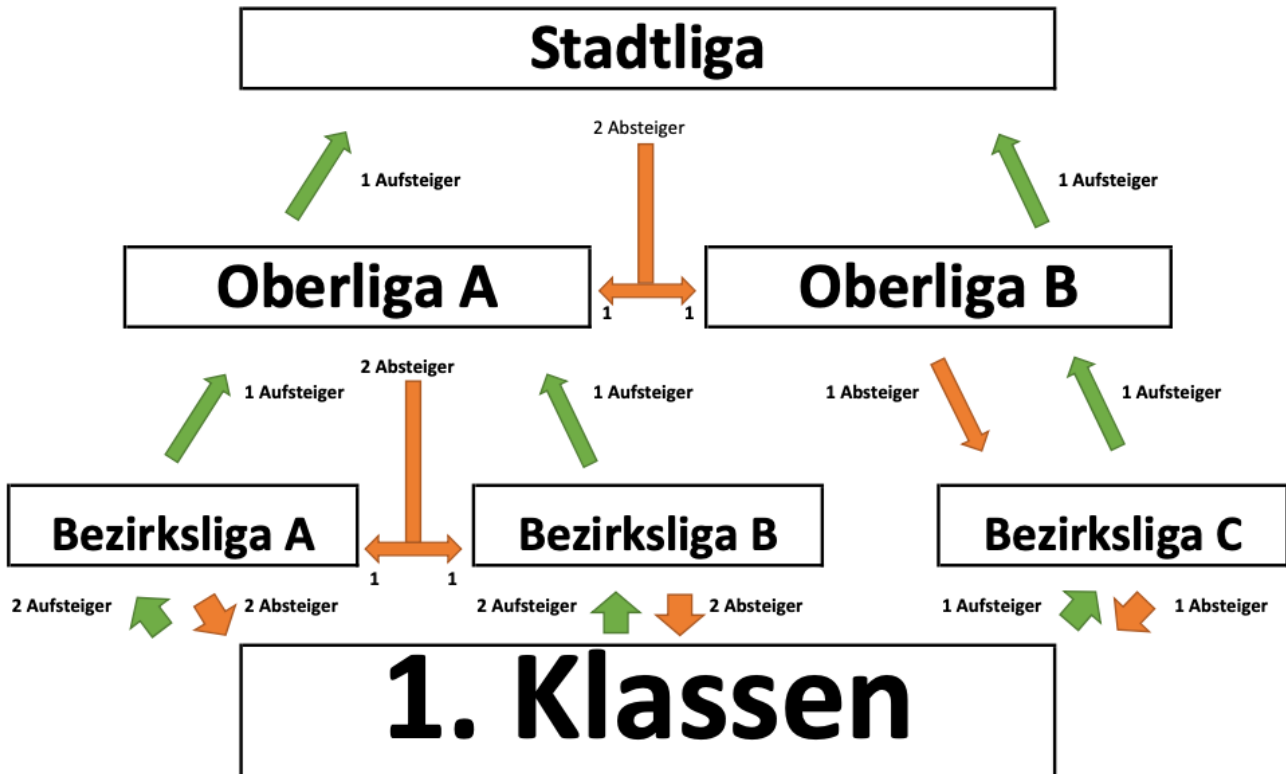 Stadtliga
2 Absteiger
1 Aufsteiger
1 Aufsteiger
Oberliga A
Oberliga B
1
1
2 Absteiger
1 Aufsteiger
1 Aufsteiger
1 Absteiger
1 Aufsteiger
Bezirksliga A
Bezirksliga B
Bezirksliga C
1
1
2 Aufsteiger
2 Absteiger
2 Aufsteiger
2 Absteiger
1 Aufsteiger
1 Absteiger
1. Klassen